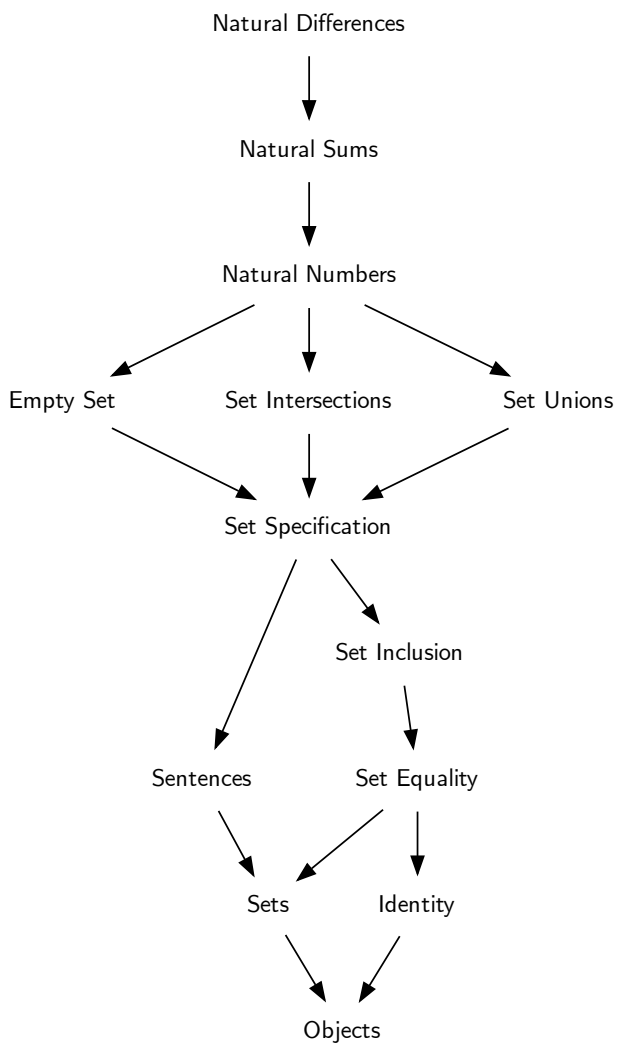 Natural Differences
Natural Sums
Natural Numbers
Empty Set
Set Intersections
Set Unions
Set Specification
Set Inclusion
Sentences
Set Equality
Sets
Identity
Objects